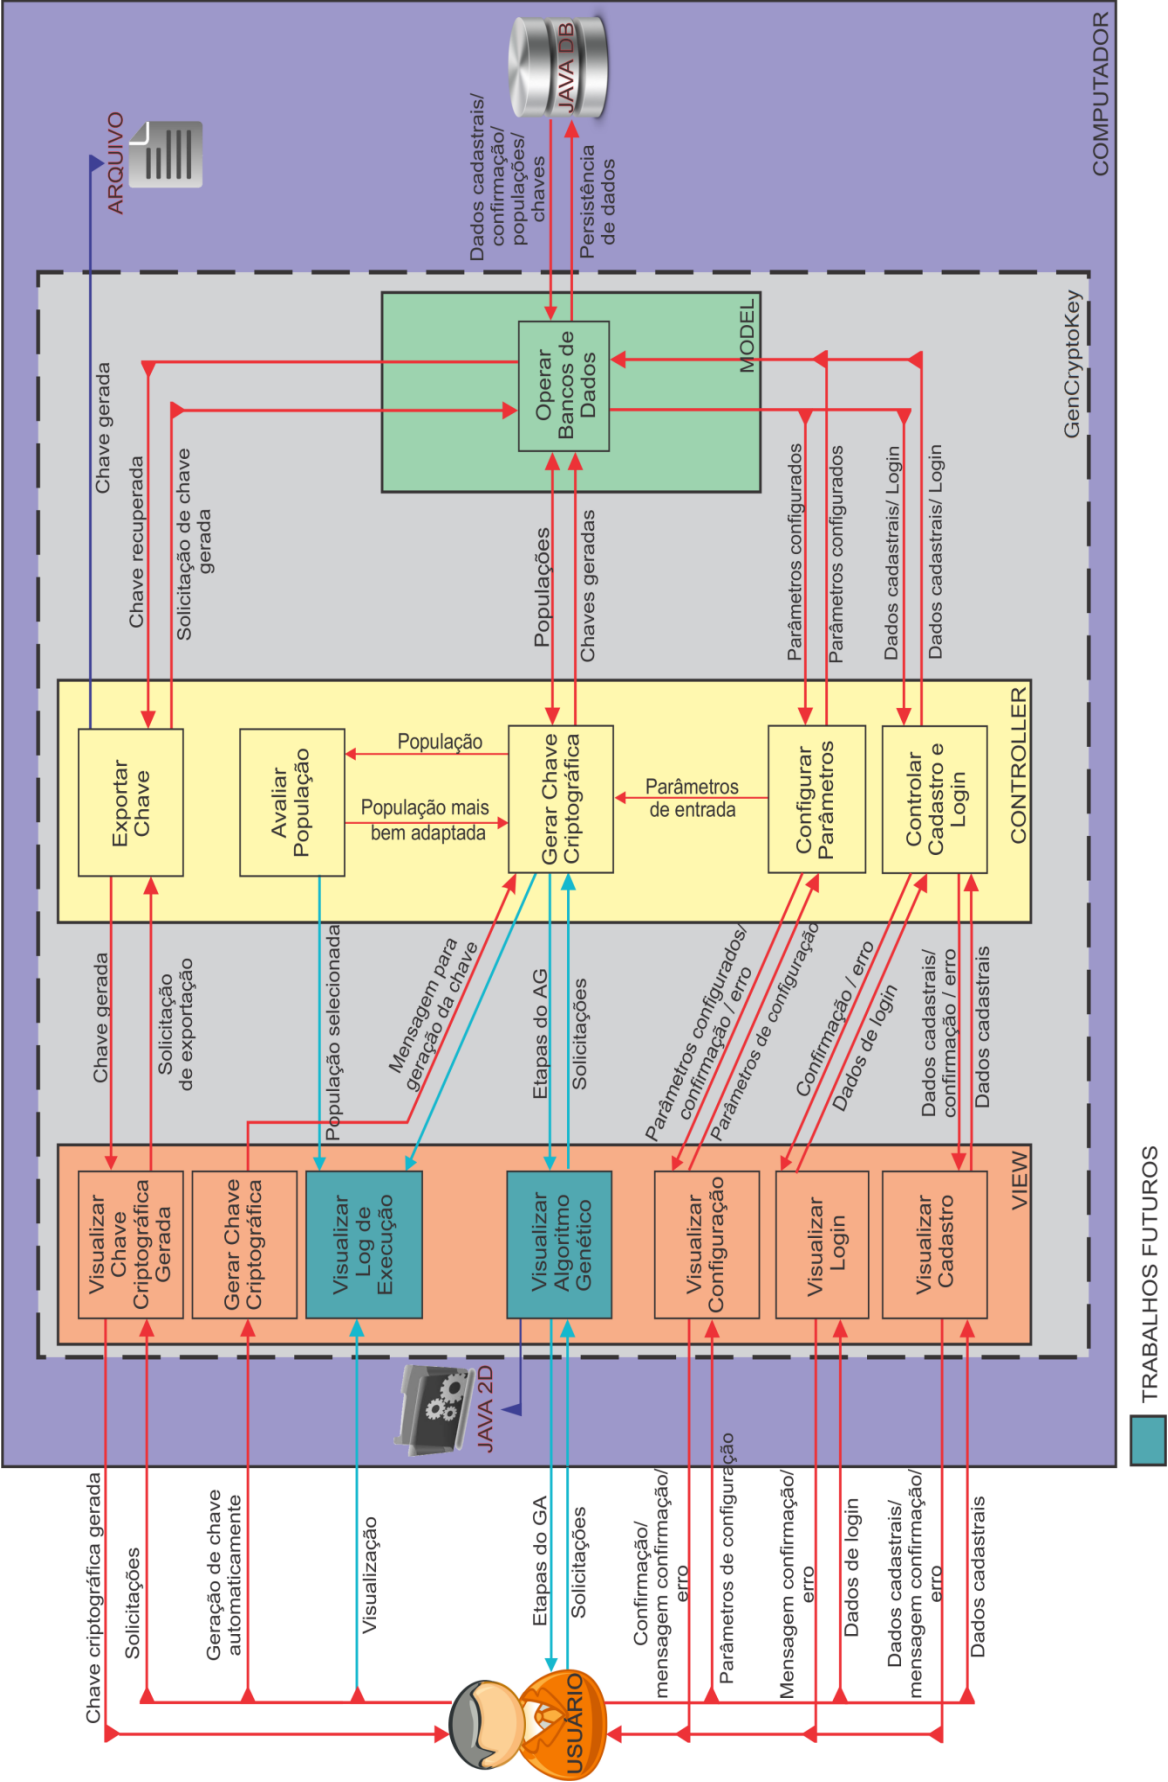 COMPUTADOR
ARQUIVO
JAVA DB
Dados cadastrais/
confirmação/
populações/
chaves
Persistência
de dados
GenCryptoKey
MODEL
Operar
Bancos de
Dados
Chave gerada
Chave recuperada
Solicitação de chave
gerada
Populações
Chaves geradas
Parâmetros configurados
Parâmetros configurados
Dados cadastrais/ Login
Dados cadastrais/ Login
CONTROLLER
Exportar
Chave
Avaliar
População
População
População mais
bem adaptada
Gerar Chave
Criptográfica
Parâmetros
de entrada
Configurar
Parâmetros
Controlar
Cadastro e
Login
Chave gerada
Solicitação
de exportação
População selecionada
Mensagem para
geração da chave
Etapas do AG
Solicitações
Parâmetros configurados/
confirmação / erro
Parâmetros de configuração
Confirmação / erro
Dados de login
Dados cadastrais/
confirmação / erro
Dados cadastrais
VIEW
Visualizar
Chave
Criptográfica
Gerada
Gerar Chave
Criptográfica
Visualizar
Log de
Execução
Visualizar
Algoritmo
Genético
Visualizar
Configuração
Visualizar
Login
Visualizar
Cadastro
JAVA 2D
Chave criptográfica gerada
Solicitações
Geração de chave
automaticamente
Visualização
Etapas do GA
Solicitações
Confirmação/
mensagem confirmação/
erro
Parâmetros de configuração
Mensagem confirmação/
erro
Dados de login
Dados cadastrais/
mensagem confirmação/
erro
Dados cadastrais
USUÁRIO
TRABALHOS FUTUROS